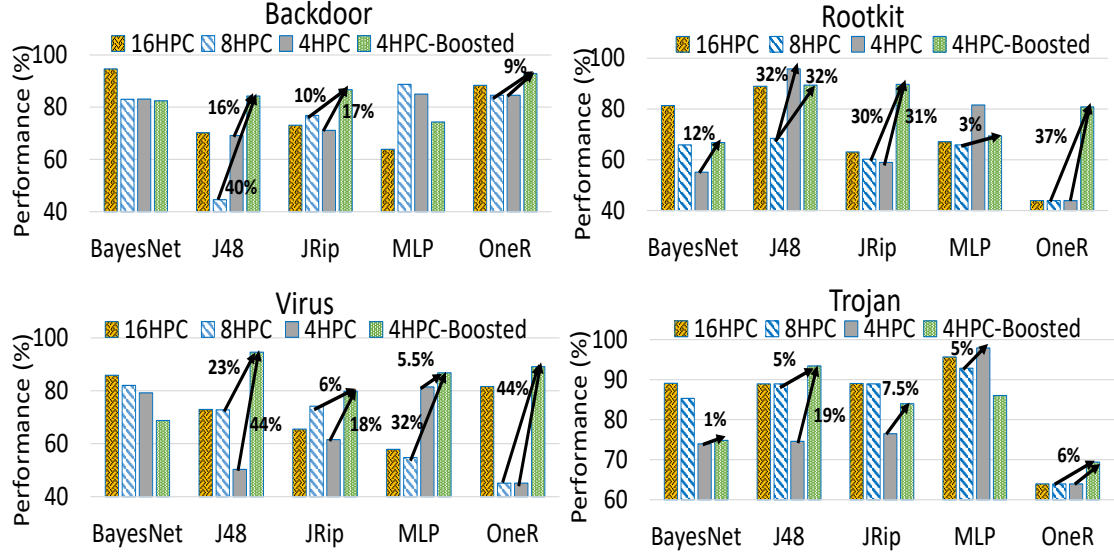 Backdoor
16HPC 8HPC 4HPC 4HPC-Boosted
Performance (%)
100
80
60
40
16%
40%
10%
17%
9%
BayesNet J48 JRip MLP OneR
Rootkit
16HPC 8HPC 4HPC 4HPC-Boosted
Performance (%)
100
80
60
40
12%
32%
32%
30%
31%
3%
37%
BayesNet J48 JRip MLP OneR
Virus
16HPC 8HPC 4HPC 4HPC-Boosted
Performance (%)
100
80
60
40
23%
44%
6%
18%
5.5%
32%
44%
BayesNet J48 JRip MLP OneR
Trojan
16HPC 8HPC 4HPC 4HPC-Boosted
Performance (%)
100
90
80
70
60
1%
5%
19%
7.5%
5%
6%
BayesNet J48 JRip MLP OneR